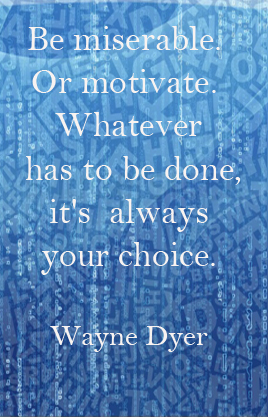 Be miserable.
Or motivate.
Whatever
has to be done,
it's always
your choice.
Wayne Dyer